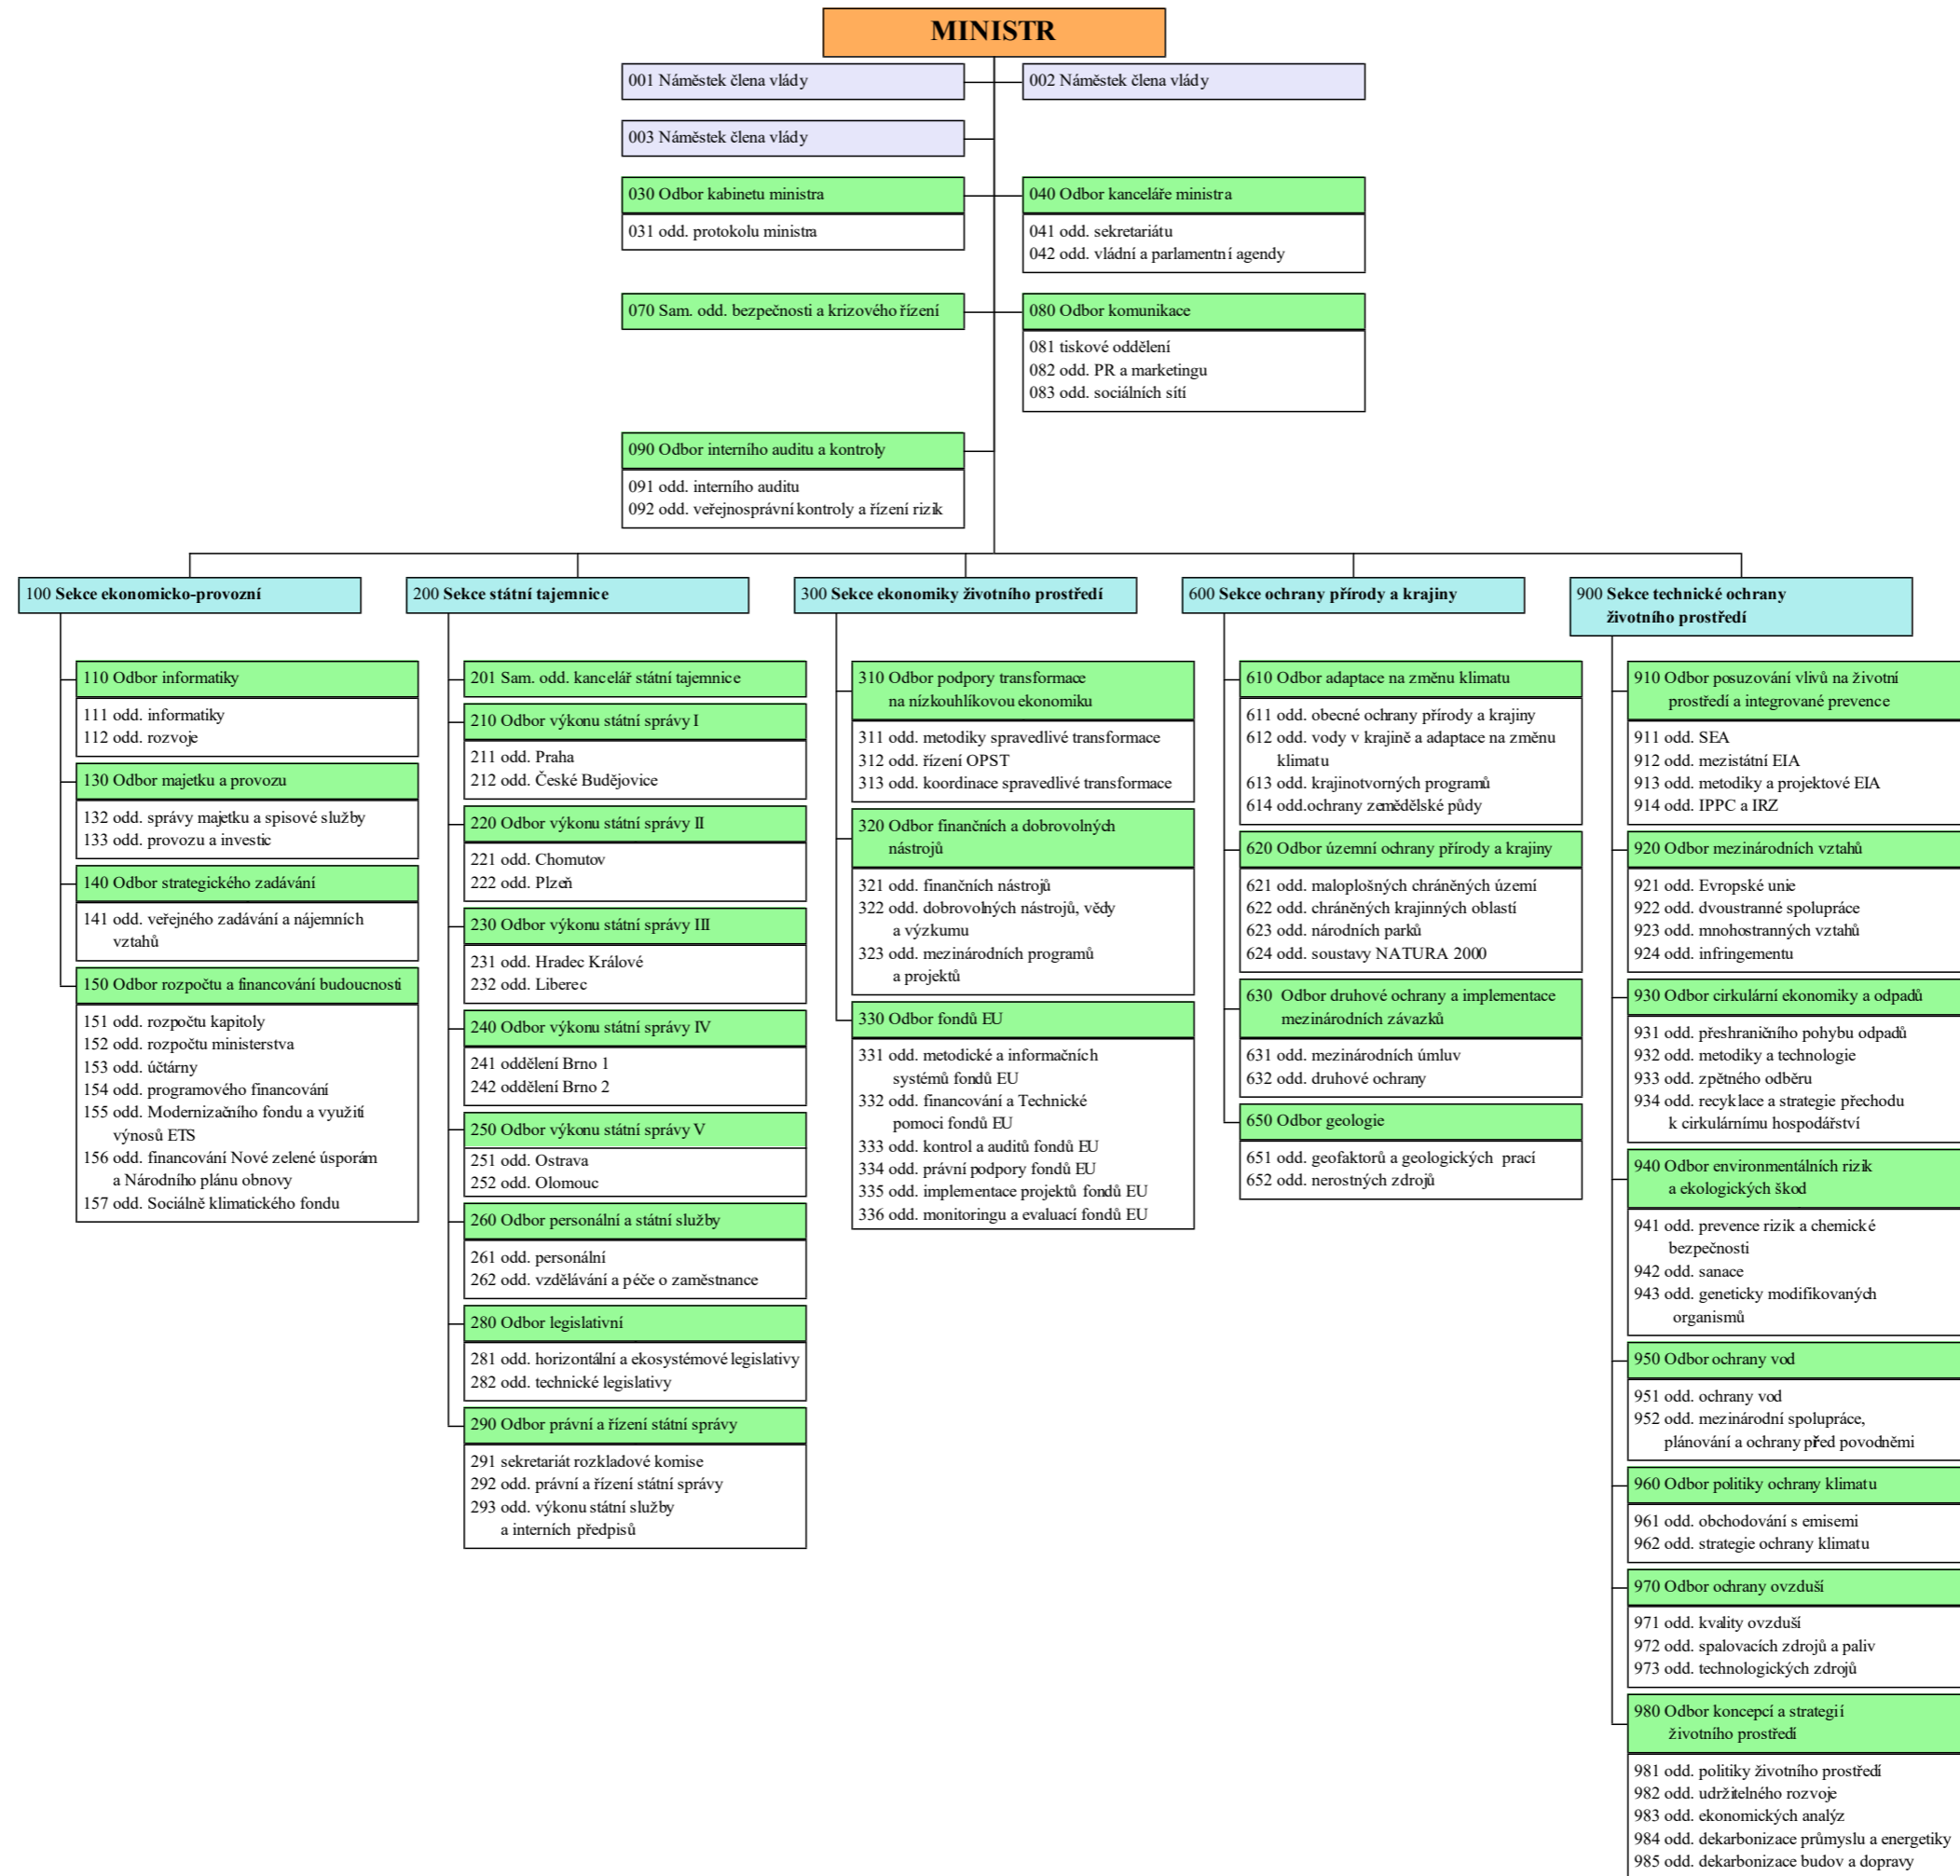 MINISTR
001 Náměstek člena vlády
002 Náměstek člena vlády
003 Náměstek člena vlády
030 Odbor kabinetu ministra
031 odd. protokolu ministra
040 Odbor kanceláře ministra
041 odd. sekretariátu
042 odd. vládní a parlamentní agendy
070 Sam. odd. bezpečnosti a krizového řízení
080 Odbor komunikace
081 tiskové oddělení
082 odd. PR a marketingu
083 odd. sociálních sítí
090 Odbor interního auditu a kontroly
091 odd. interního auditu
092 odd. veřejnosprávní kontroly a řízení rizik
100 Sekce ekonomicko-provozní
110 Odbor informatiky
111 odd. informatiky
112 odd. rozvoje
130 Odbor majetku a provozu
132 odd. správy majetku a spisové služby
133 odd. provozu a investic
140 Odbor strategického zadávání
141 odd. veřejného zadávání a nájemních
vztahů
150 Odbor rozpočtu a financování budoucnosti
151 odd. rozpočtu kapitoly
152 odd. rozpočtu ministerstva
153 odd. účtárny
154 odd. programového financování
155 odd. Modernizačního fondu a využití
výnosů ETS
156 odd. financování Nové zelené úsporám
a Národního plánu obnovy
157 odd. Sociálně klimatického fondu
200 Sekce státní tajemnice
201 Sam. odd. kancelář státní tajemnice
210 Odbor výkonu státní správy I
211 odd. Praha
212 odd. České Budějovice
220 Odbor výkonu státní správy II
221 odd. Chomutov
222 odd. Plzeň
230 Odbor výkonu státní správy III
231 odd. Hradec Králové
232 odd. Liberec
240 Odbor výkonu státní správy IV
241 oddělení Brno 1
242 oddělení Brno 2
250 Odbor výkonu státní správy V
251 odd. Ostrava
252 odd. Olomouc
260 Odbor personální a státní služby
261 odd. personální
262 odd. vzdělávání a péče o zaměstnance
280 Odbor legislativní
281 odd. horizontální a ekosystémové legislativy
282 odd. technické legislativy
290 Odbor právní a řízení státní správy
291 sekretariát rozkladové komise
292 odd. právní a řízení státní správy
293 odd. výkonu státní služby
a interních předpisů
300 Sekce ekonomiky životního prostředí
310 Odbor podpory transformace
na nízkouhlíkovou ekonomiku
311 odd. metodiky spravedlivé transformace
312 odd. řízení OPST
313 odd. koordinace spravedlivé transformace
320 Odbor finančních a dobrovolných
nástrojů
321 odd. finančních nástrojů
322 odd. dobrovolných nástrojů, vědy
a výzkumu
323 odd. mezinárodních programů
a projektů
330 Odbor fondů EU
331 odd. metodické a informačních
systémů fondů EU
332 odd. financování a Technické
pomoci fondů EU
333 odd. kontrol a auditů fondů EU
334 odd. právní podpory fondů EU
335 odd. implementace projektů fondů EU
336 odd. monitoringu a evaluací fondů EU
600 Sekce ochrany přírody a krajiny
610 Odbor adaptace na změnu klimatu
611 odd. obecné ochrany přírody a krajiny
612 odd. vody v krajině a adaptace na změnu
klimatu
613 odd. krajinotvorných programů
614 odd.ochrany zemědělské půdy
620 Odbor územní ochrany přírody a krajiny
621 odd. maloplošných chráněných území
622 odd. chráněných krajinných oblastí
623 odd. národních parků
624 odd. soustavy NATURA 2000
630 Odbor druhové ochrany a implementace
mezinárodních závazků
631 odd. mezinárodních úmluv
632 odd. druhové ochrany
650 Odbor geologie
651 odd. geofaktorů a geologických prací
652 odd. nerostných zdrojů
900 Sekce technické ochrany
životního prostředí
910 Odbor posuzování vlivů na životní
prostředí a integrované prevence
911 odd. SEA
912 odd. mezistátní EIA
913 odd. metodiky a projektové EIA
914 odd. IPPC a IRZ
920 Odbor mezinárodních vztahů
921 odd. Evropské unie
922 odd. dvoustranné spolupráce
923 odd. mnohostranných vztahů
924 odd. infringementu
930 Odbor cirkulární ekonomiky a odpadů
931 odd. přeshraničního pohybu odpadů
932 odd. metodiky a technologie
933 odd. zpětného odběru
934 odd. recyklace a strategie přechodu
k cirkulárnímu hospodářství
940 Odbor environmentálních rizik
a ekologických škod
941 odd. prevence rizik a chemické
bezpečnosti
942 odd. sanace
943 odd. geneticky modifikovaných
organismů
950 Odbor ochrany vod
951 odd. ochrany vod
952 odd. mezinárodní spolupráce,
plánování a ochrany před povodněmi
960 Odbor politiky ochrany klimatu
961 odd. obchodování s emisemi
962 odd. strategie ochrany klimatu
970 Odbor ochrany ovzduší
971 odd. kvality ovzduší
972 odd. spalovacích zdrojů a paliv
973 odd. technologických zdrojů
980 Odbor koncepcí a strategií
životního prostředí
981 odd. politiky životního prostředí
982 odd. udržitelného rozvoje
983 odd. ekonomických analýz
984 odd. dekarbonizace průmyslu a energetiky
985 odd. dekarbonizace budov a dopravy